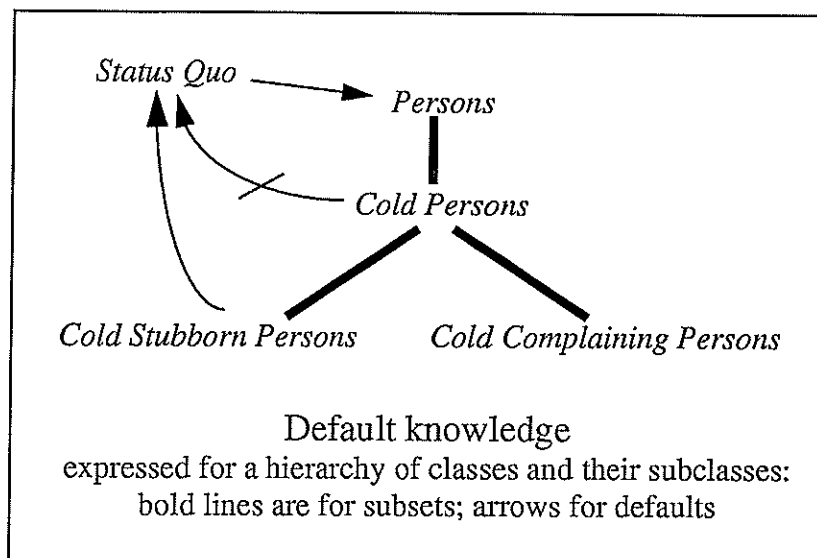 Status Quo
Persons
Cold Persons
Cold Stubborn Persons
Cold Complaining Persons
Default knowledge
expressed for a hierarchy of classes and their subclasses:
bold lines are for subsets; arrows for defaults